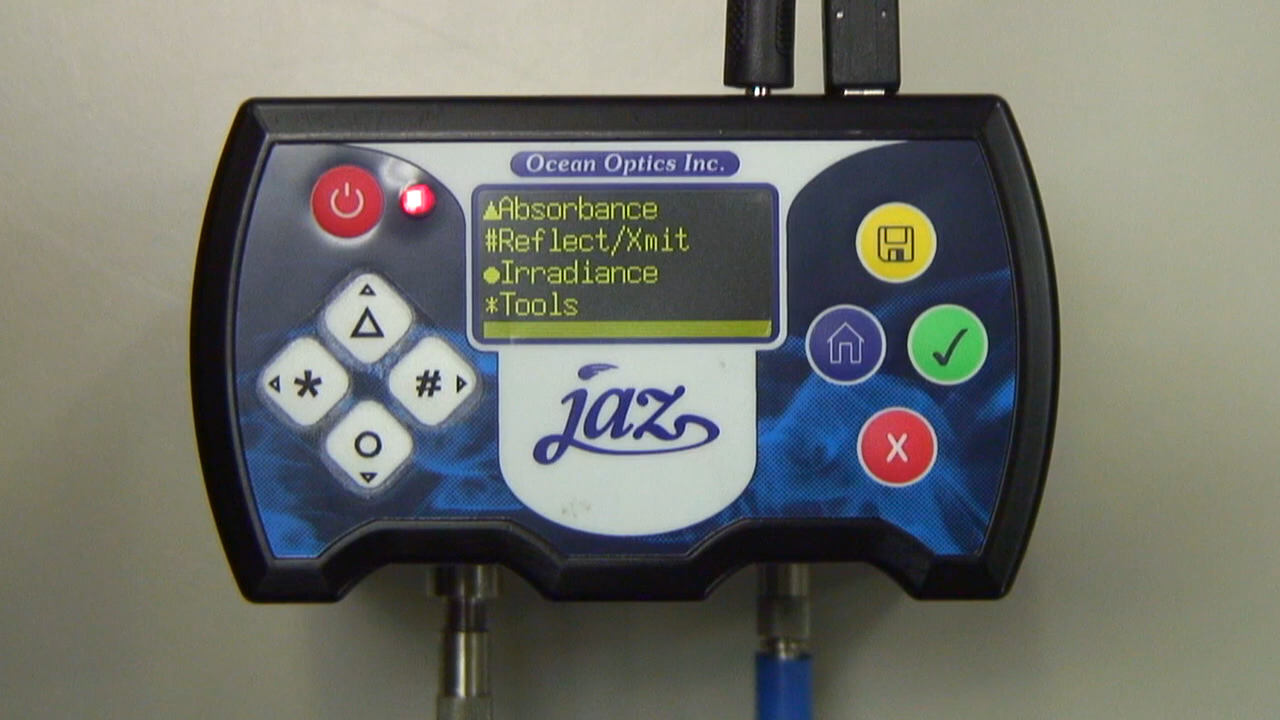 Ocean Optics Inc.
▲Absorbance
#Reflect/Xmit
●Irradiance
*Tools
* #
jaz
X